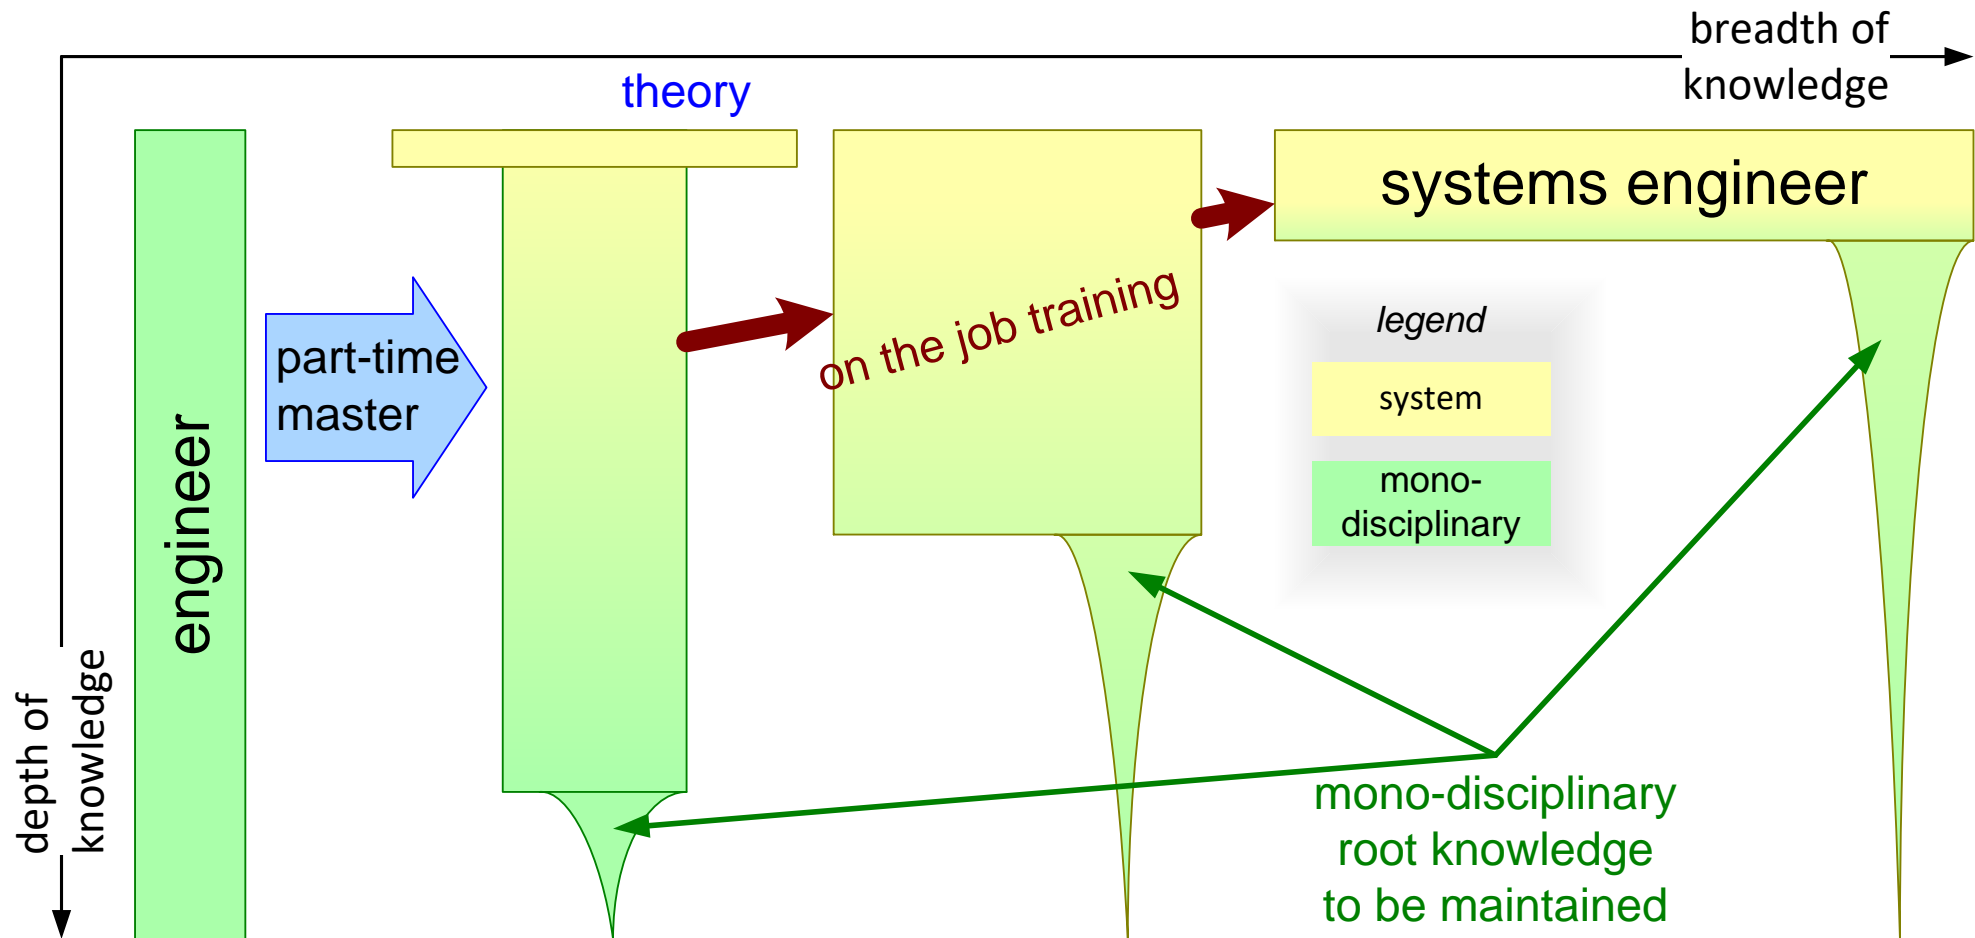 breadth of
knowledge
theory
systems engineer
part-time
master
on the job training
legend
system
mono-
disciplinary
engineer
depth of
knowledge
mono-disciplinary
root knowledge
to be maintained